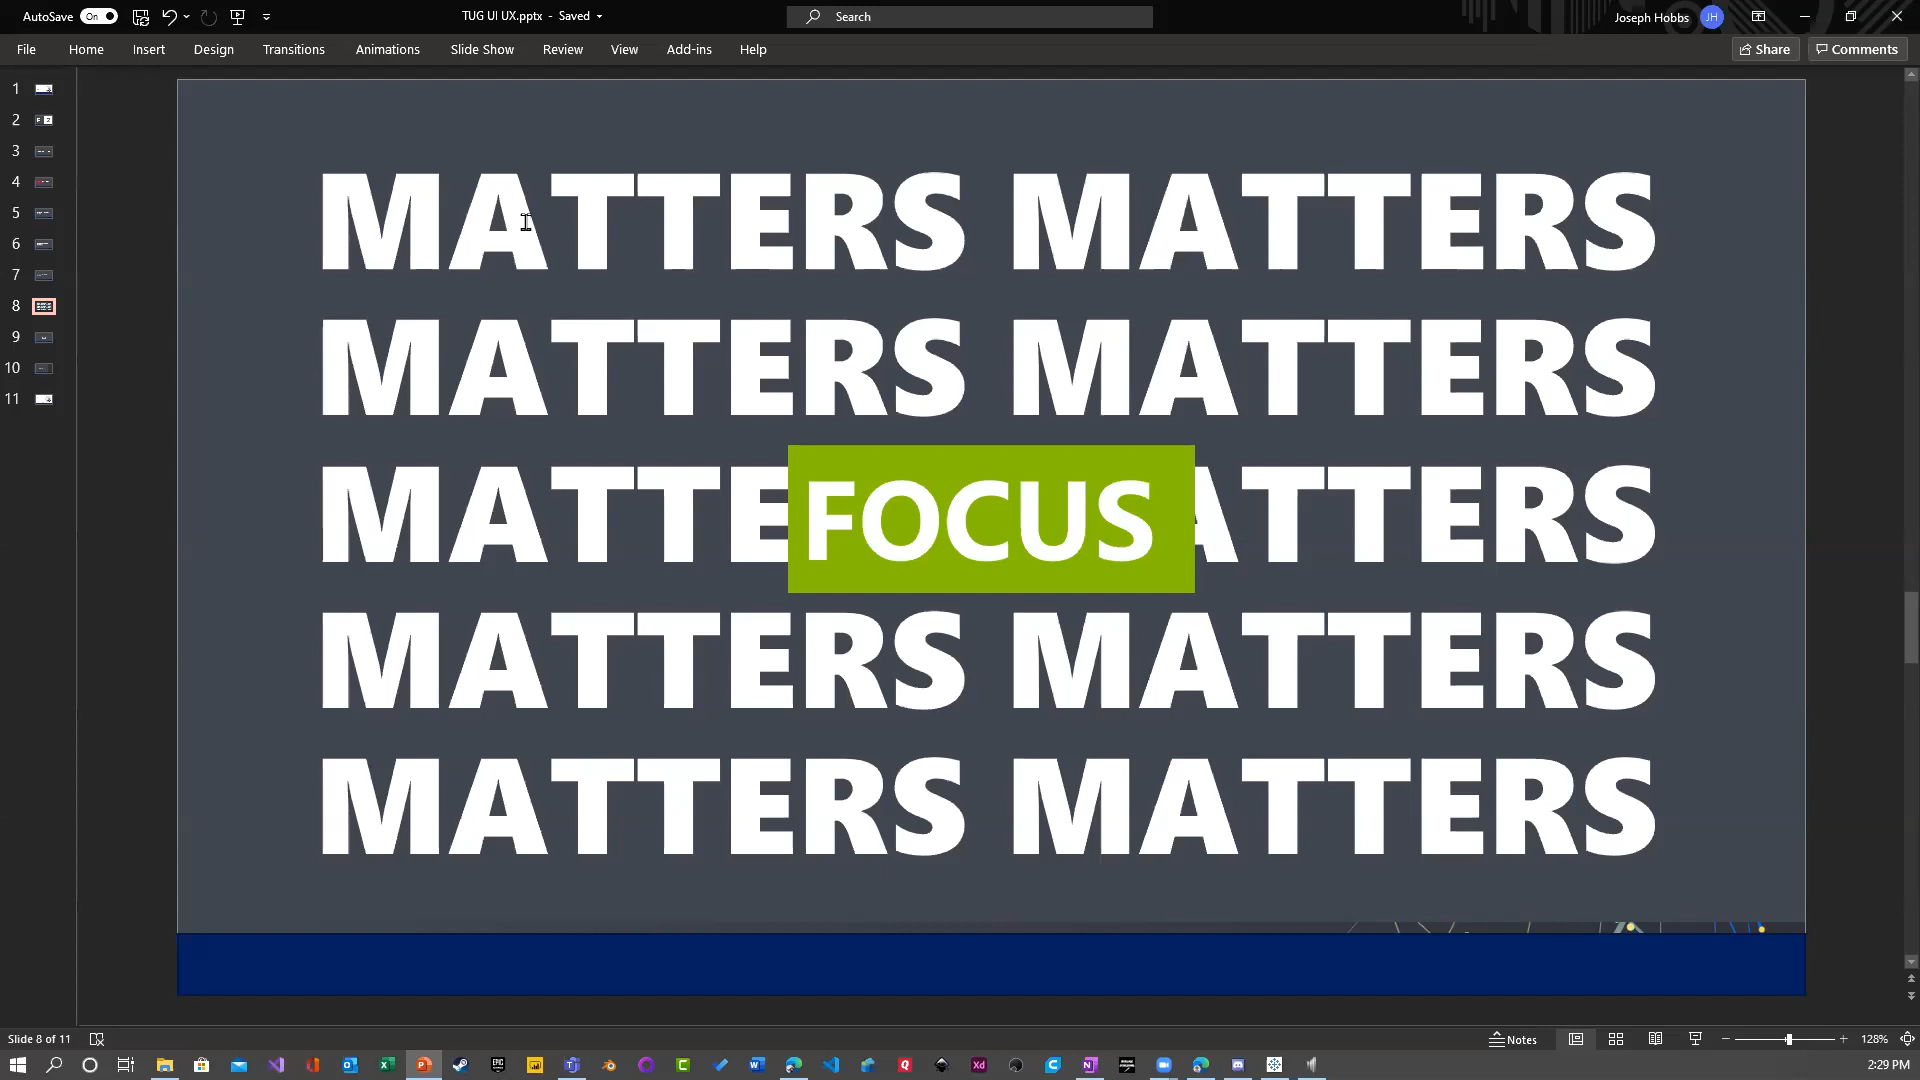 AutoSave On TUG UI UX.pptx - Saved Search Joseph Hobbs JH
File Home Insert Design Transitions Animations Slide Show Review View Add-ins Help Share Comments
1
2
3
4
5
6
7
8
9
10
11
MATTERS MATTERS
MATTERS MATTERS
MATTE FOCUS ATTERS
MATTERS MATTERS
MATTERS MATTERS
Slide 8 of 11 Notes 128%
2:29 PM